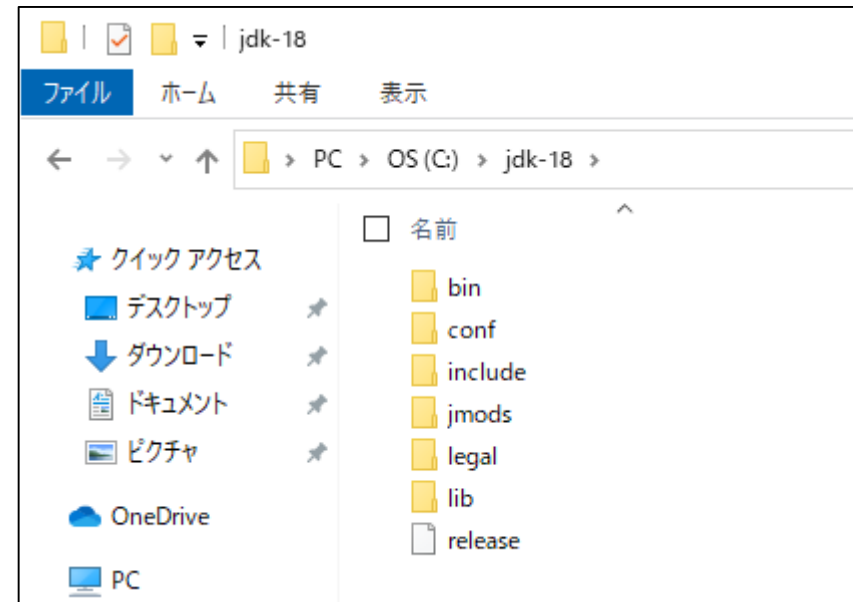 jdk-18
ファイル ホーム 共有 表示
PC > OS (C:) > jdk-18 >
名前
クイック アクセス
デスクトップ
ダウンロード
ドキュメント
ピクチャ
OneDrive
PC
bin
conf
include
jmods
legal
lib
release